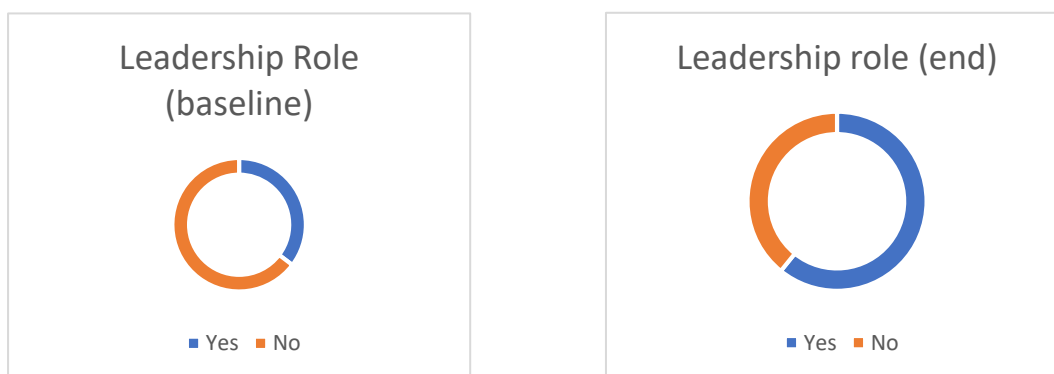 Leadership Role
(baseline)
Yes No
Leadership role (end)
Yes No